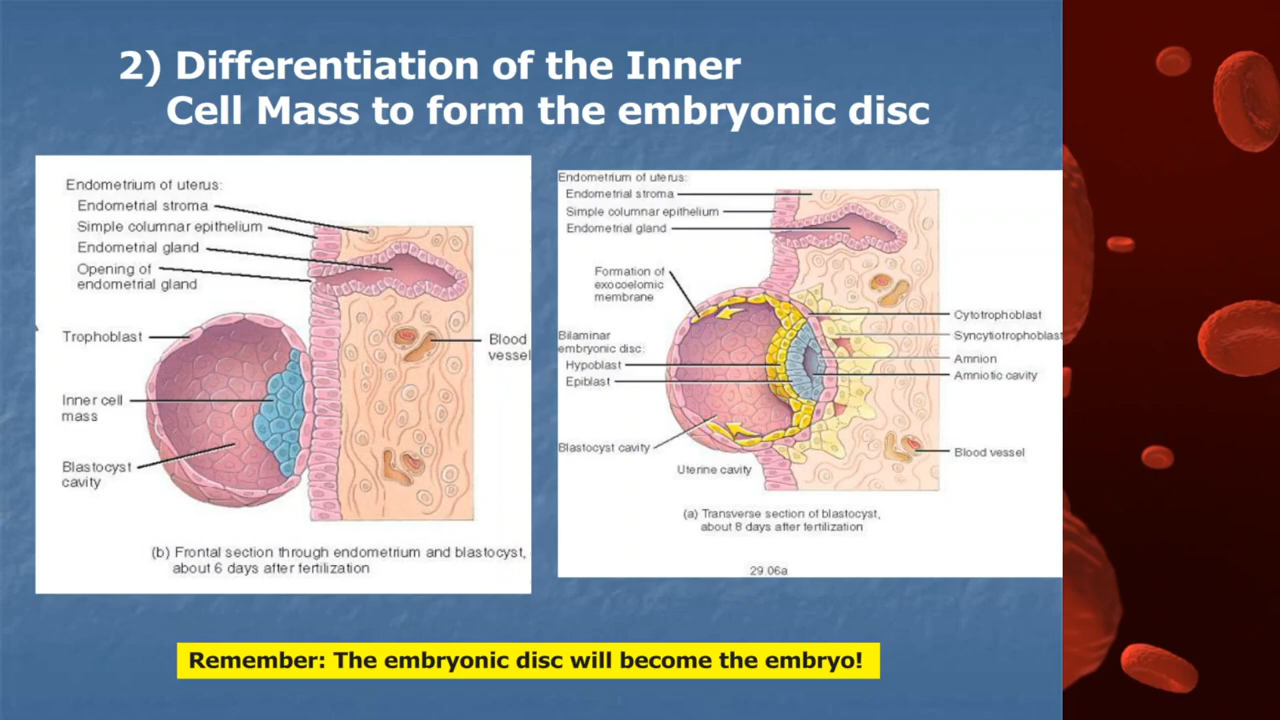 2) Differentiation of the Inner
Cell Mass to form the embryonic disc
Endometrium of uterus:
Endometrial stroma
Simple columnar epithelium
Endometrial gland
Opening of
endometrial gland
Trophoblast
Inner cell
mass
Blastocyst
cavity
Blood
vessel
(b) Frontal section through endometrium and blastocyst,
about 6 days after fertilization
Endometrium of uterus:
Endometrial stroma
Simple columnar epithelium
Endometrial gland
Formation of
exocoelomic
membrane
Bilaminar
embryonic disc:
Hypoblast
Epiblast
Blastocyst cavity
Uterine cavity
Cytotrophoblast
Syncytiotrophoblast
Amnion
Amniotic cavity
Blood vessel
(a) Transverse section of blastocyst,
about 8 days after fertilization
29.06a
Remember: The embryonic disc will become the embryo!